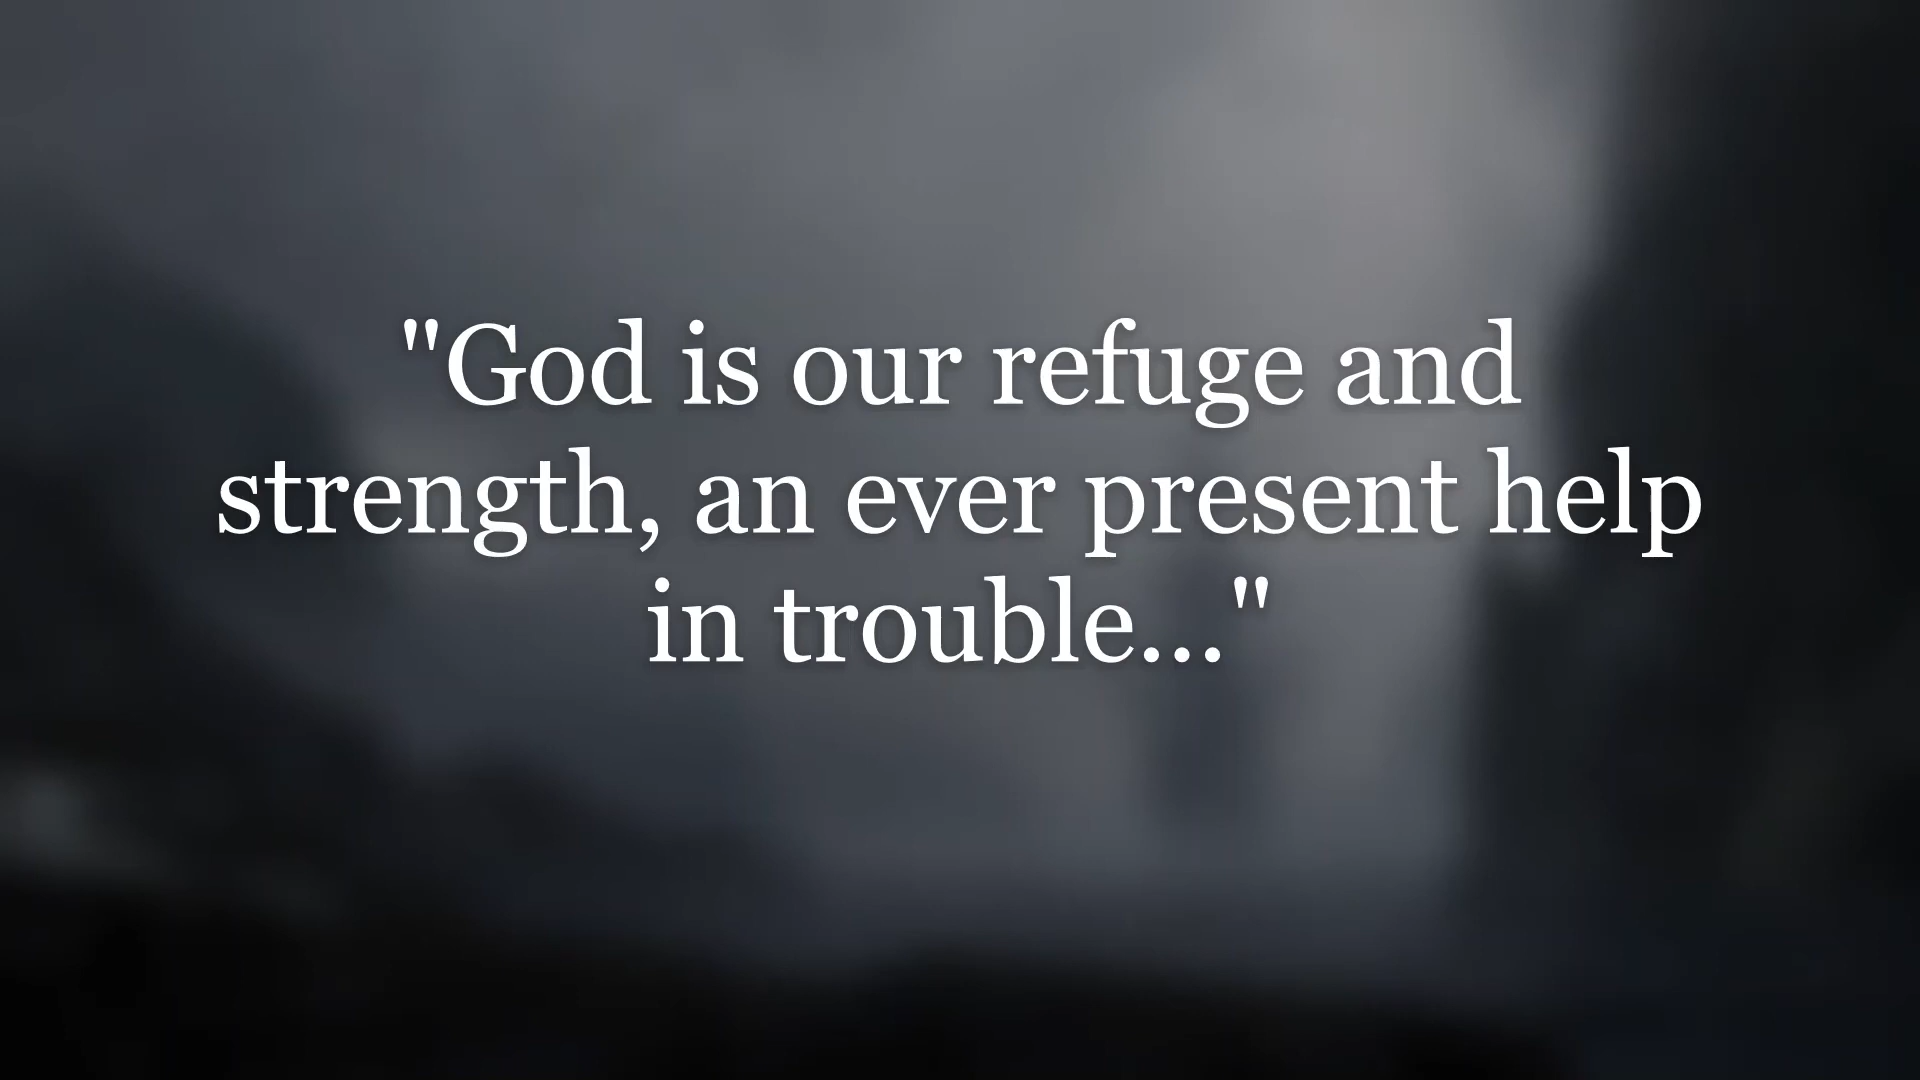 "God is our refuge and
strength, an ever present help
in trouble..."